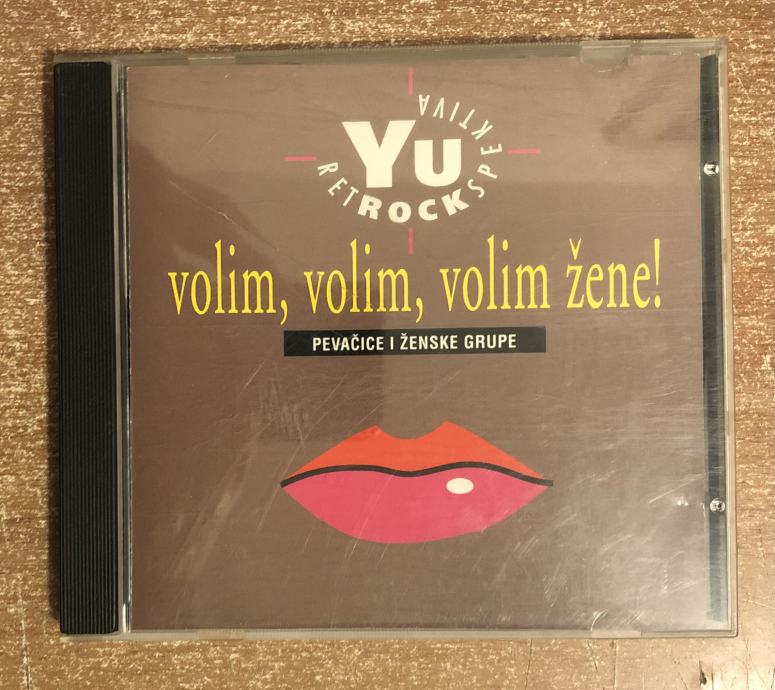 YU
RETROCKSPEKTIVA
volim, volim, volim žene!
PEVAČICE I ŽENSKE GRUPE